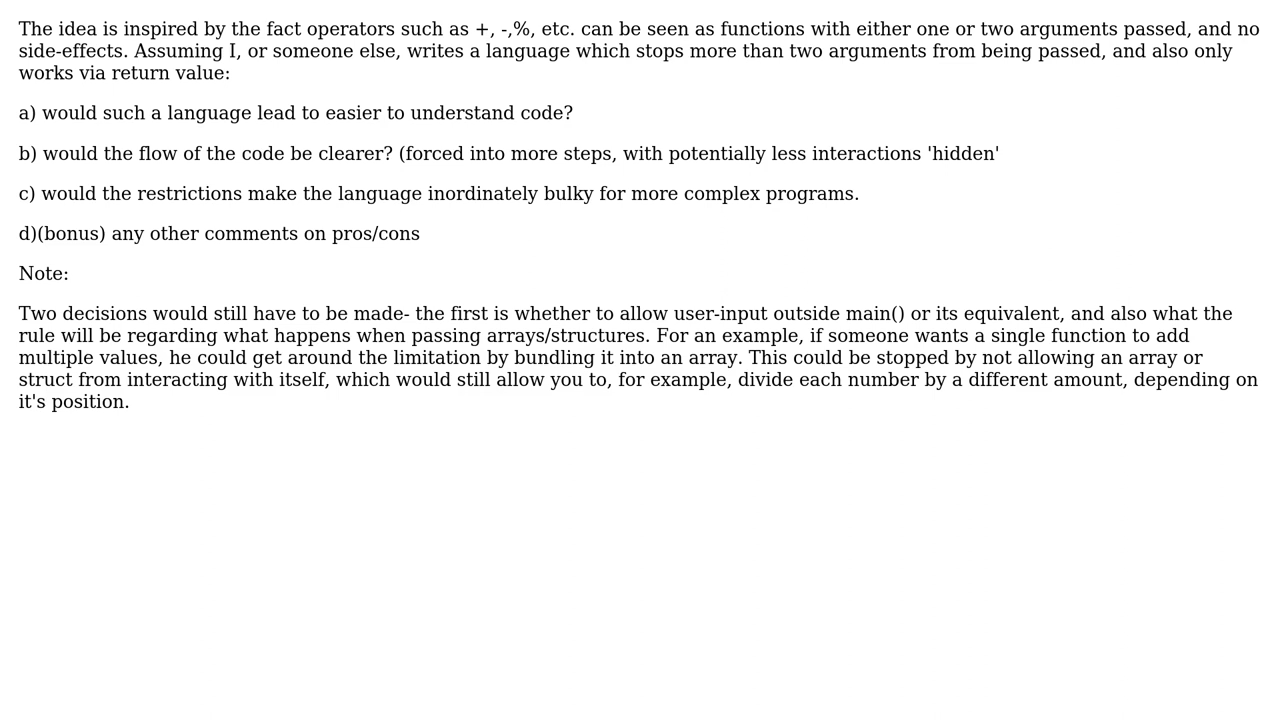 The idea is inspired by the fact operators such as +, -,%, etc. can be seen as functions with either one or two arguments passed, and no
side-effects. Assuming I, or someone else, writes a language which stops more than two arguments from being passed, and also only
works via return value:
a) would such a language lead to easier to understand code?
b) would the flow of the code be clearer? (forced into more steps, with potentially less interactions 'hidden'
c) would the restrictions make the language inordinately bulky for more complex programs.
d)(bonus) any other comments on pros/cons
Note:
Two decisions would still have to be made- the first is whether to allow user-input outside main() or its equivalent, and also what the
rule will be regarding what happens when passing arrays/structures. For an example, if someone wants a single function to add
multiple values, he could get around the limitation by bundling it into an array. This could be stopped by not allowing an array or
struct from interacting with itself, which would still allow you to, for example, divide each number by a different amount, depending on
it's position.